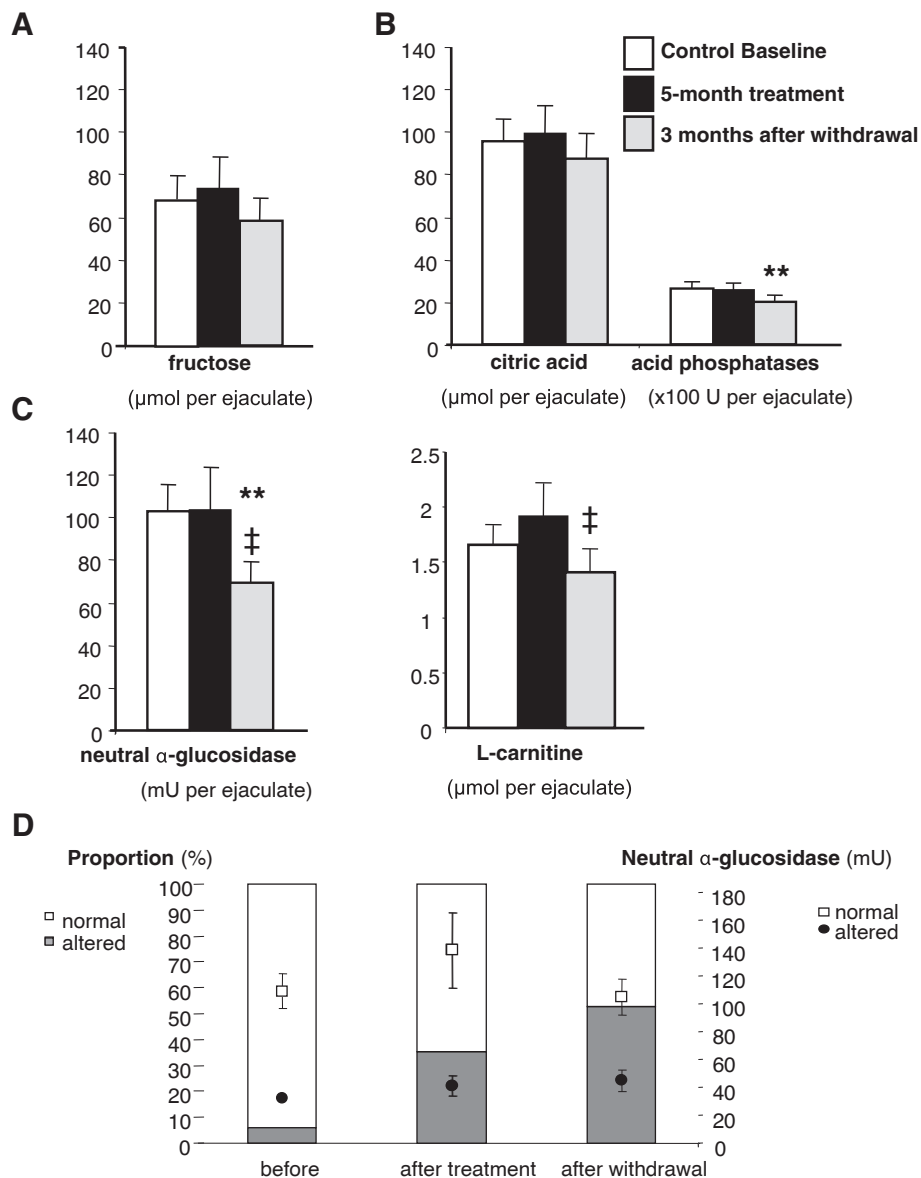 A
140
120
100
80
60
40
20
0
fructose
(µmol per ejaculate)
B
140
120
100
80
60
40
20
0
Control Baseline
5-month treatment
3 months after withdrawal
**
citric acid
acid phosphatases
(µmol per ejaculate)
(x100 U per ejaculate)
C
140
120
100
80
60
40
20
0
**
‡
neutral α-glucosidase
(mU per ejaculate)
2.5
2
1.5
1
0.5
0
‡
L-carnitine
(µmol per ejaculate)
D
Proportion (%)
Neutral α-glucosidase (mU)
normal
altered
100
90
80
70
60
50
40
30
20
10
0
180
160
140
120
100
80
60
40
20
0
normal
altered
before
after treatment
after withdrawal